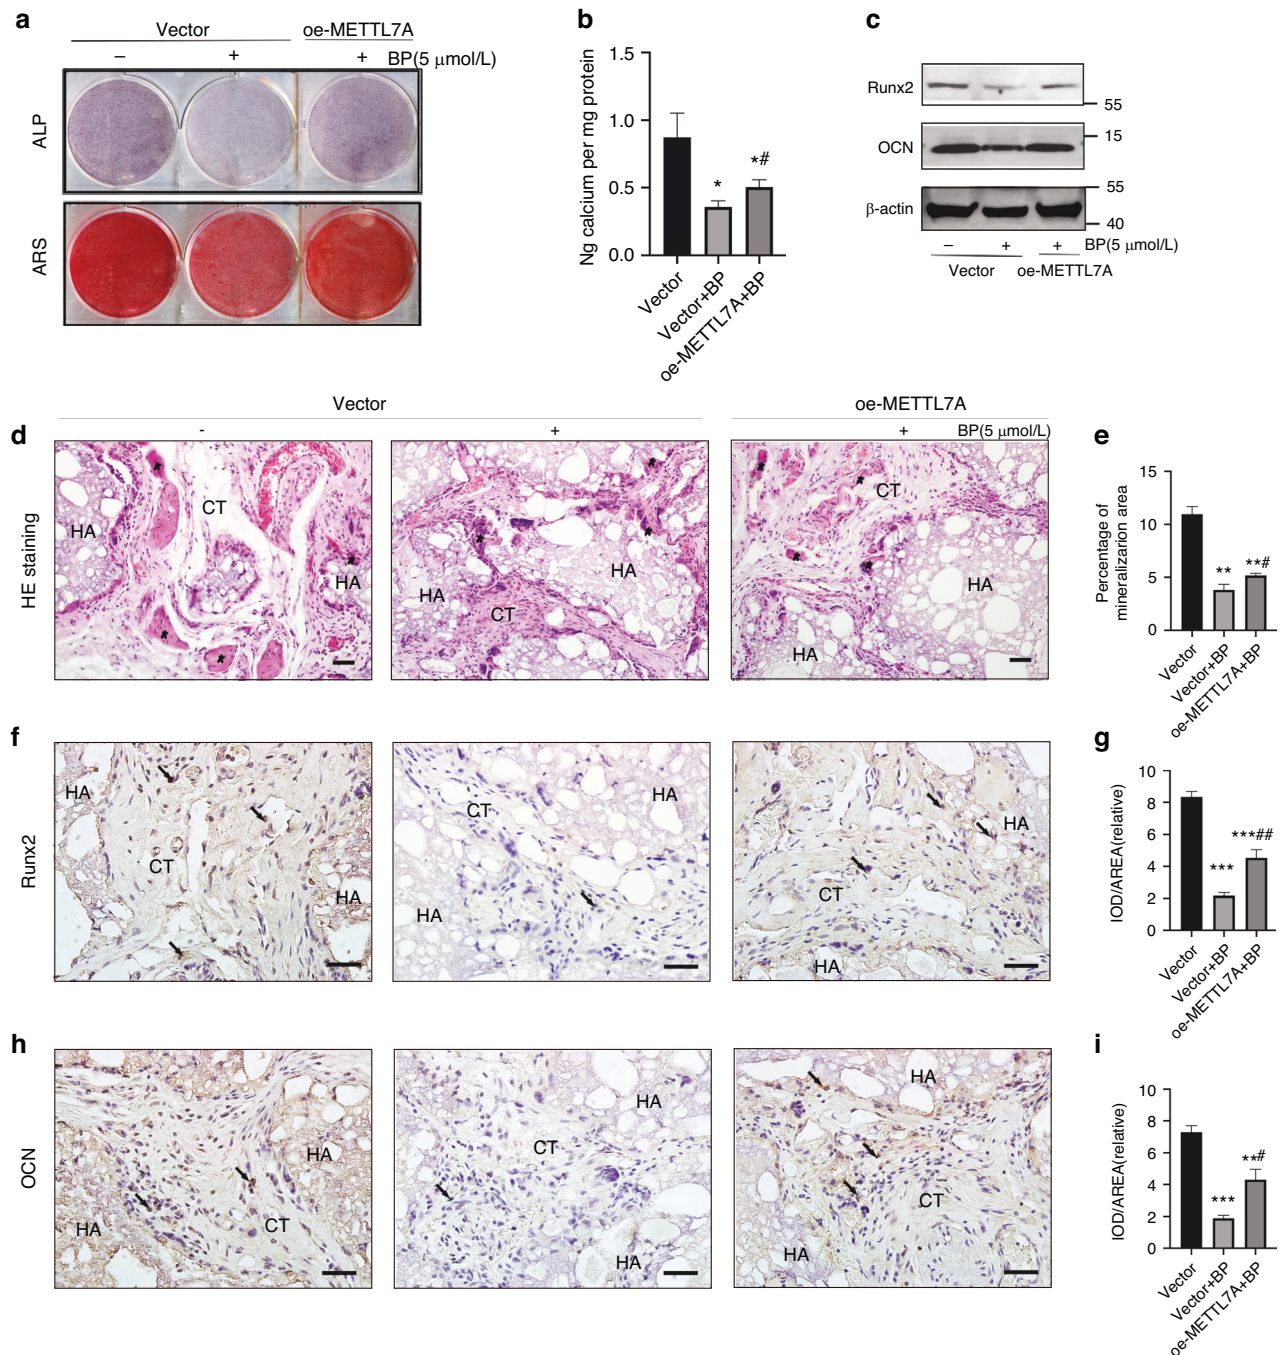 a
Vector
oe-METTL7A
–
+
+
BP(5 μmol/L)
ALP
ARS
b
Ng calcium per mg protein
1.5
1.0
0.5
0.0
*
*#
Vector
Vector+BP
oe-METTL7A+BP
c
Runx2
55
OCN
15
β-actin
55
40
–
+
+
BP(5 μmol/L)
Vector
oe-METTL7A
Vector
oe-METTL7A
d
-
+
+
BP(5 μmol/L)
HE staining
HA
CT
HA
*
*
*
*
HA
CT
HA
*
*
*
CT
HA
HA
*
*
*
*
e
Percentage of
mineralizarion area
15
10
5
0
**
**#
Vector
Vector+BP
oe-METTL7A+BP
f
Runx2
HA
CT
HA
CT
HA
HA
HA
CT
HA
g
IOD/AREA(relative)
10
8
6
4
2
0
***
***##
Vector
Vector+BP
oe-METTL7A+BP
h
OCN
HA
HA
CT
HA
CT
HA
HA
CT
HA
i
IOD/AREA(relative)
10
8
6
4
2
0
***
**#
Vector
Vector+BP
oe-METTL7A+BP